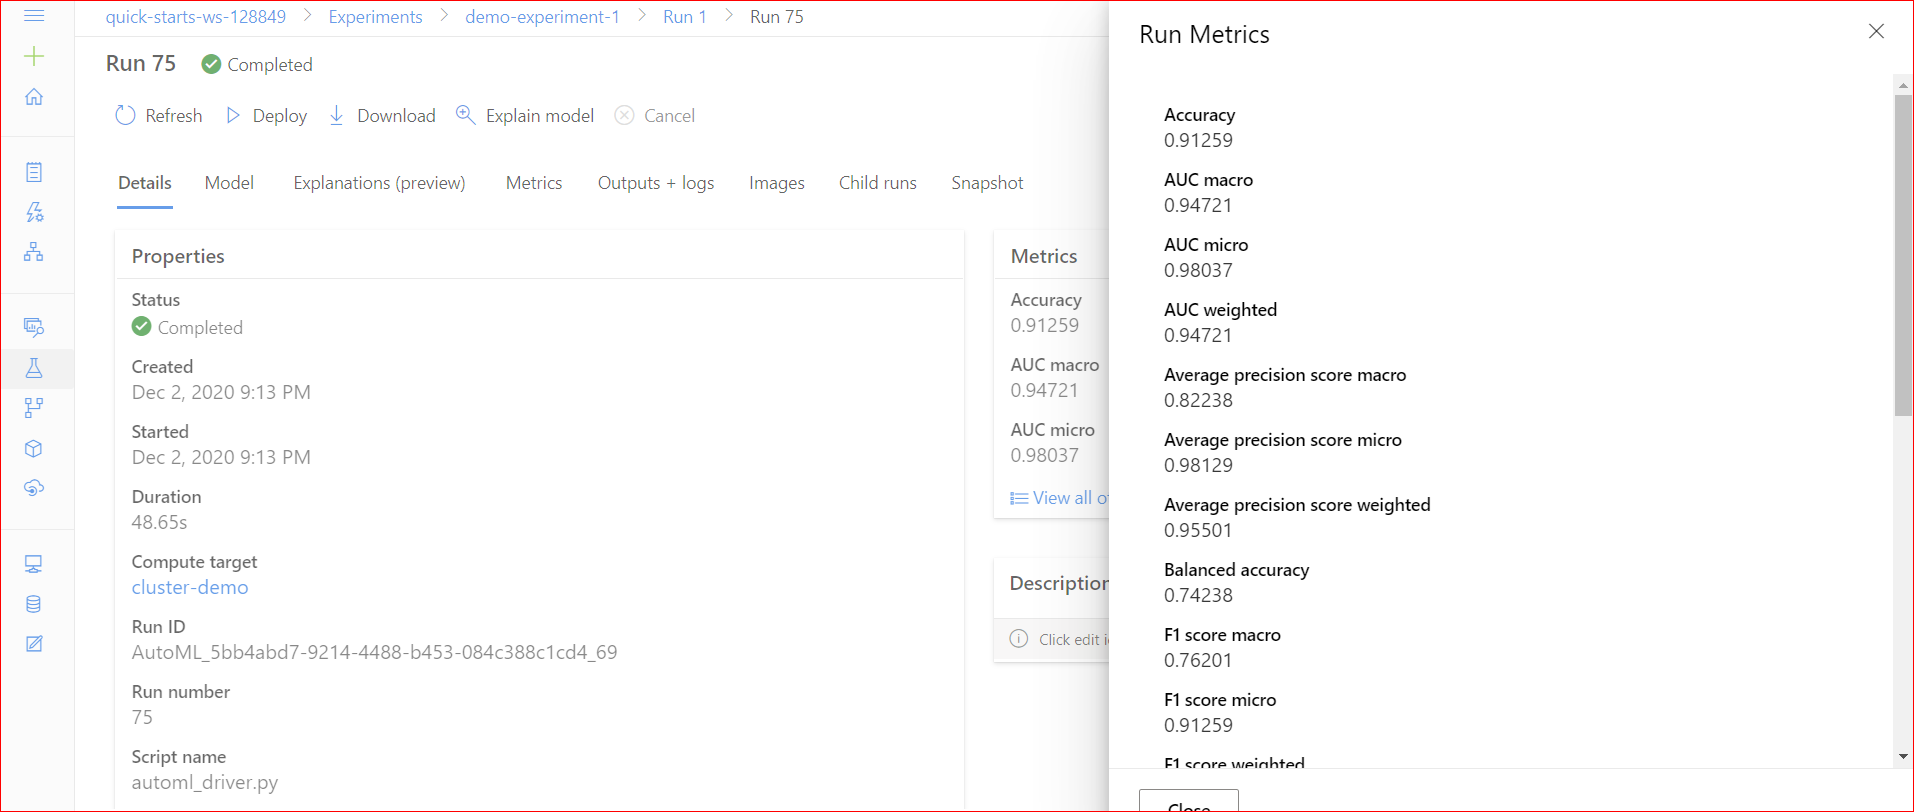 quick-starts-ws-128849 > Experiments > demo-experiment-1 > Run 1 > Run 75
Run 75 Completed
Refresh Deploy Download Explain model Cancel
Details Model Explanations (preview) Metrics Outputs + logs Images Child runs Snapshot
Properties
Status
Completed
Created
Dec 2, 2020 9:13 PM
Started
Dec 2, 2020 9:13 PM
Duration
48.65s
Compute target
cluster-demo
Run ID
AutoML_5bb4abd7-9214-4488-b453-084c388c1cd4_69
Run number
75
Script name
automl_driver.py
Metrics
Accuracy
0.91259
AUC macro
0.94721
AUC micro
0.98037
View all
Description
Click edit
Run Metrics
Accuracy
0.91259
AUC macro
0.94721
AUC micro
0.98037
AUC weighted
0.94721
Average precision score macro
0.82238
Average precision score micro
0.98129
Average precision score weighted
0.95501
Balanced accuracy
0.74238
F1 score macro
0.76201
F1 score micro
0.91259
F1 score weighted
Close